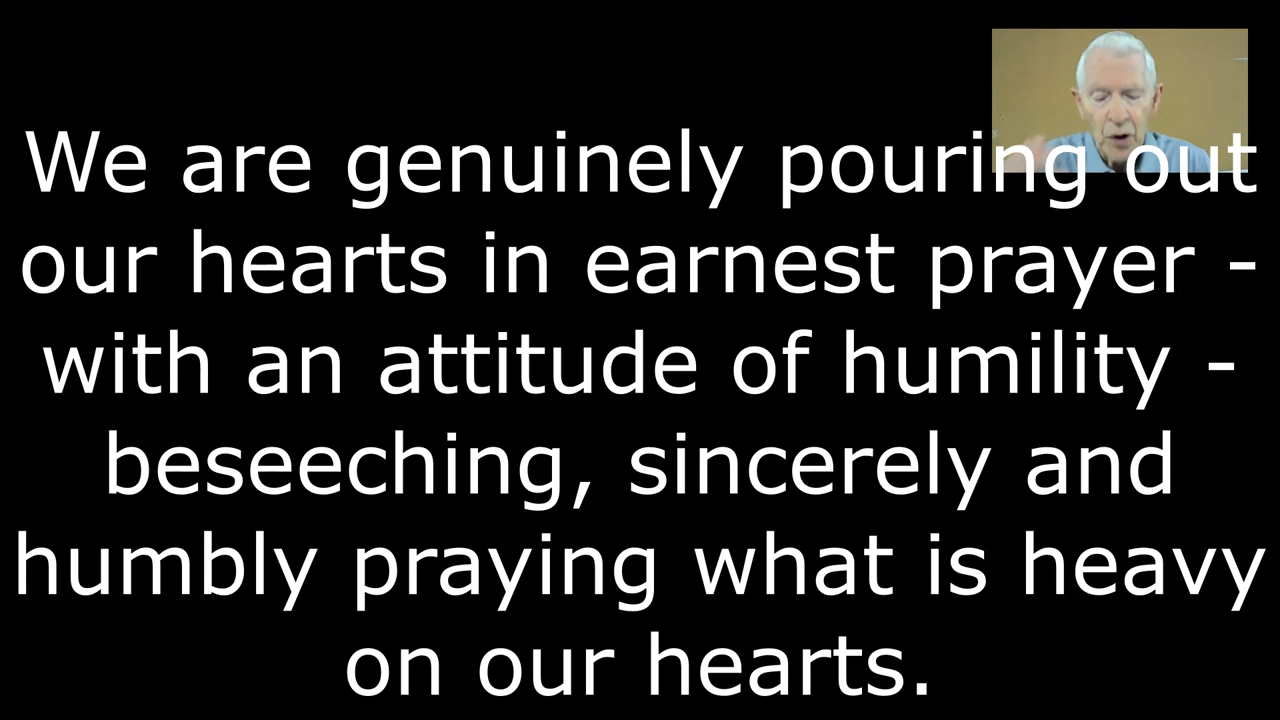 We are genuinely pouring out
our hearts in earnest prayer -
with an attitude of humility -
beseeching, sincerely and
humbly praying what is heavy
on our hearts.